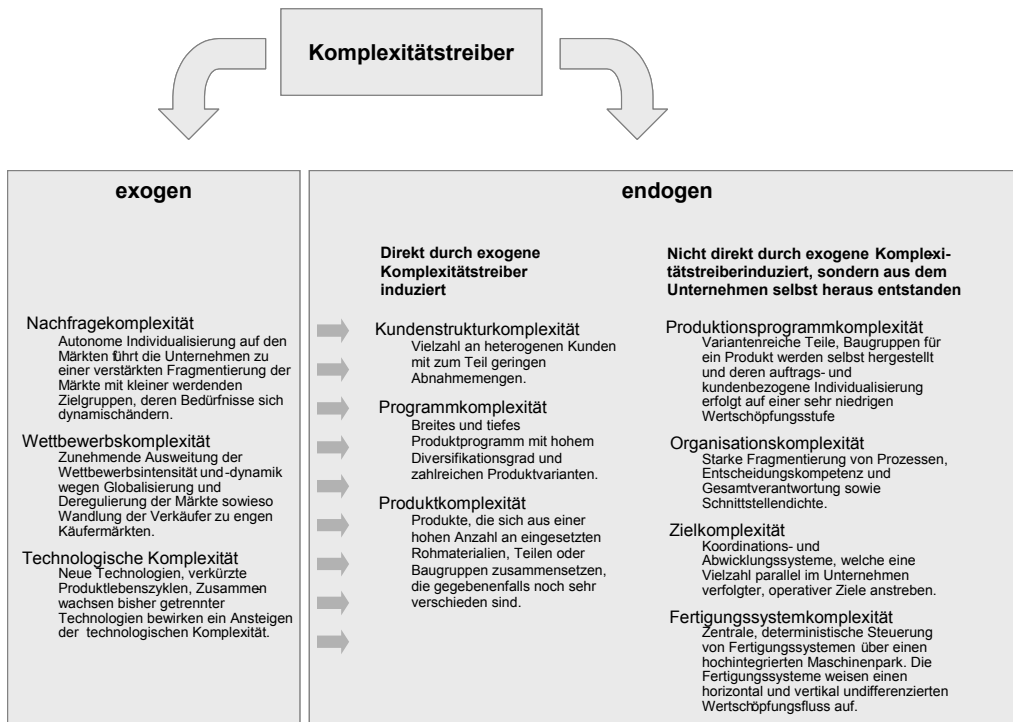 Komplexitätstreiber
exogen
Nachfragekomplexität
Autonome Individualisierung auf den
Märkten führt die Unternehmen zu
einer verstärkten Fragmentierung der
Märkte mit kleiner werdenden
Zielgruppen, deren Bedürfnisse sich
dynamischändern.
Wettbewerbskomplexität
Zunehmende Ausweitung der
Wettbewerbsintensität und-dynamik
wegen Globalisierung und
Deregulierung der Märkte sowieso
Wandlung der Verkäufer zu engen
Käufermärkten.
Technologische Komplexität
Neue Technologien, verkürzte
Produktlebenszyklen, Zusammen
wachsen bisher getrennter
Technologien bewirken ein Ansteigen
der technologischen Komplexität.
endogen
Direkt durch exogene
Komplexitätstreiber
induziert
Kundenstrukturkomplexität
Vielzahl an heterogenen Kunden
mit zum Teil geringen
Abnahmemengen.
Programmkomplexität
Breites und tiefes
Produktprogramm mit hohem
Diversifikationsgrad und
zahlreichen Produktvarianten.
Produktkomplexität
Produkte, die sich aus einer
hohen Anzahl an eingesetzten
Rohmaterialien, Teilen oder
Baugruppen zusammensetzen,
die gegebenenfalls noch sehr
verschieden sind.
Nicht direkt durch exogene Komplexi-
tätstreiberinduziert, sondern aus dem
Unternehmen selbst heraus entstanden
Produktionsprogrammkomplexität
Variantenreiche Teile, Baugruppen für
ein Produkt werden selbst hergestellt
und deren auftrags- und
kundenbezogene Individualisierung
erfolgt auf einer sehr niedrigen
Wertschöpfungsstufe
Organisationskomplexität
Starke Fragmentierung von Prozessen,
Entscheidungskompetenz und
Gesamtverantwortung sowie
Schnittstellendichte.
Zielkomplexität
Koordinations- und
Abwicklungssysteme, welche eine
Vielzahl parallel im Unternehmen
verfolgter, operativer Ziele anstreben.
Fertigungssystemkomplexität
Zentrale, deterministische Steuerung
von Fertigungssystemen über einen
hochintegrierten Maschinenpark. Die
Fertigungssysteme weisen einen
horizontal und vertikal undifferenzierten
Wertschöpfungsfluss auf.